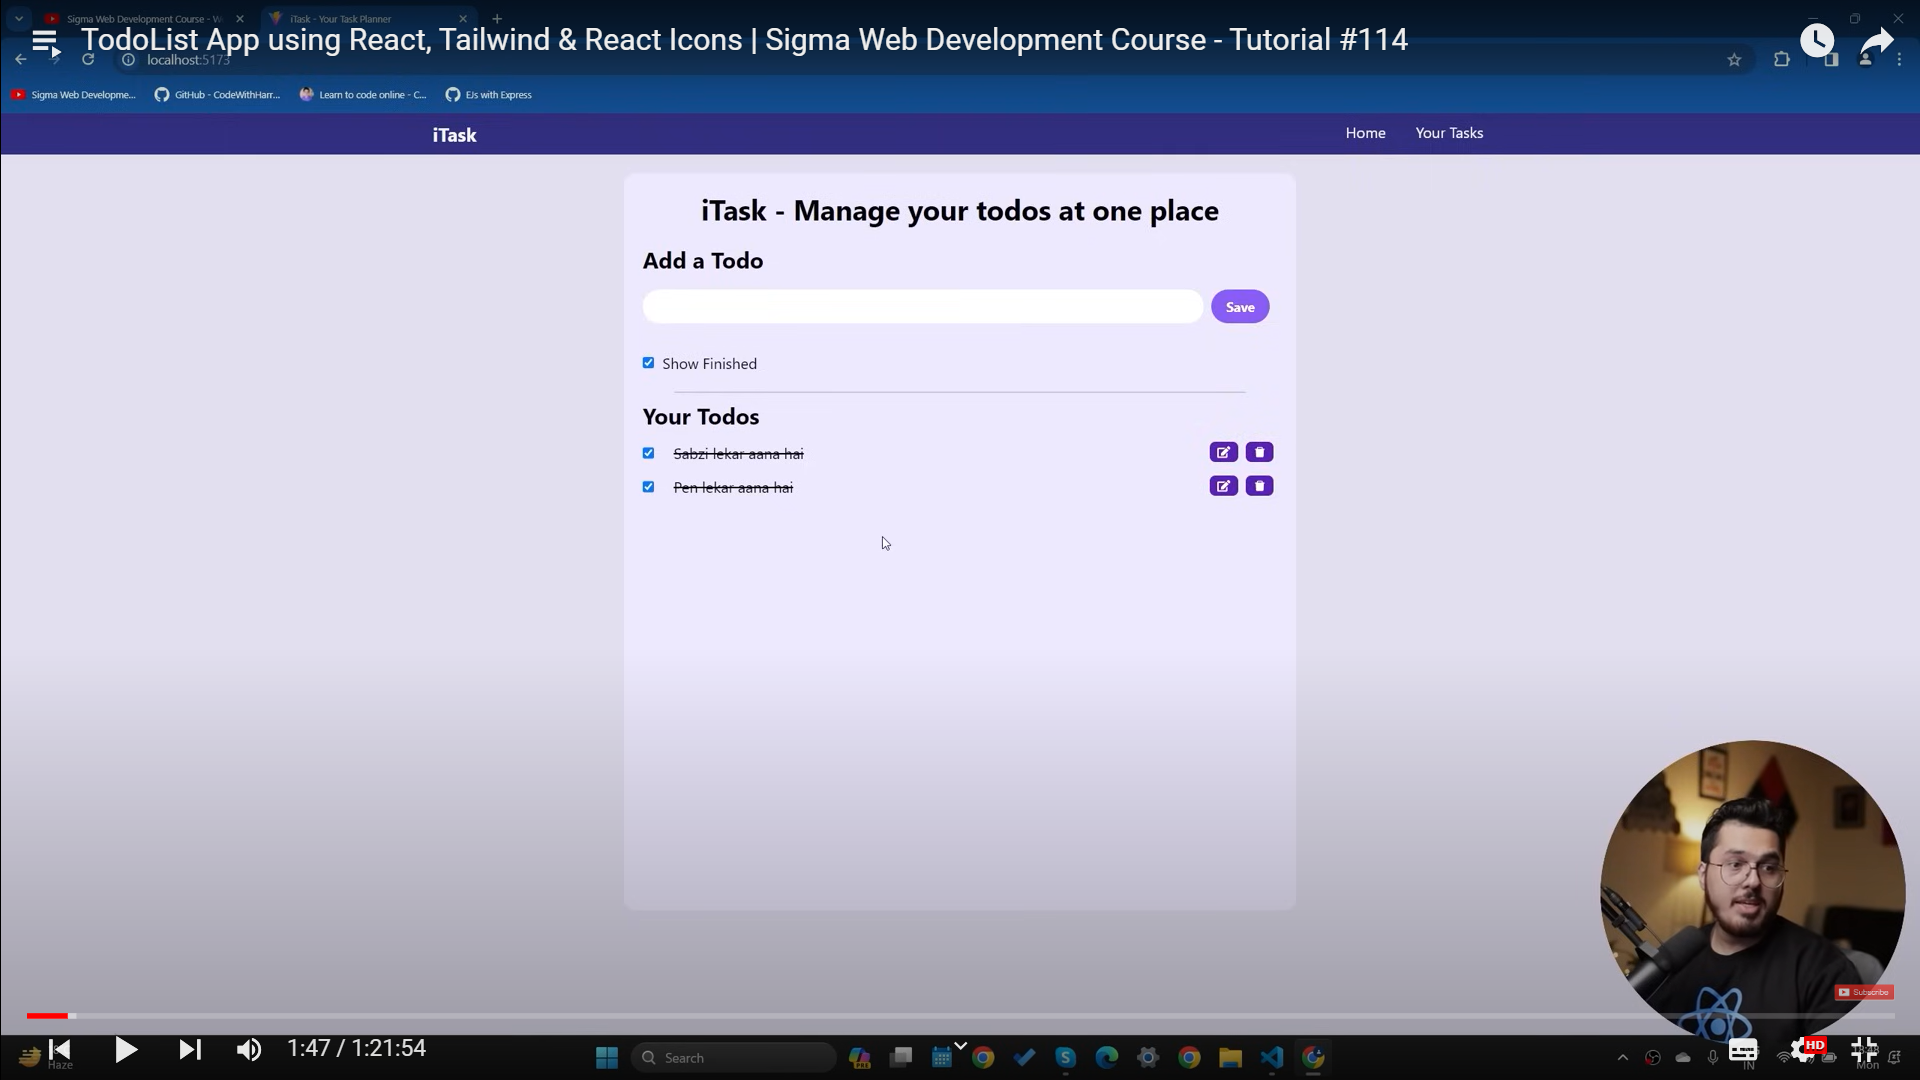 Sigma Web Development Course - W
iTask - Your Task Planner
TodoList App using React, Tailwind & React Icons | Sigma Web Development Course - Tutorial #114
localhost:5173
Sigma Web Developme...
GitHub - CodeWithHarr...
Learn to code online - C...
EJs with Express
iTask
Home
Your Tasks
iTask - Manage your todos at one place
Add a Todo
Save
Show Finished
Your Todos
Sabzi lekar aana hai
Pen lekar aana hai
Subscribe
1:47 / 1:21:54
Haze
Search
PRE
HD
IN
Mon